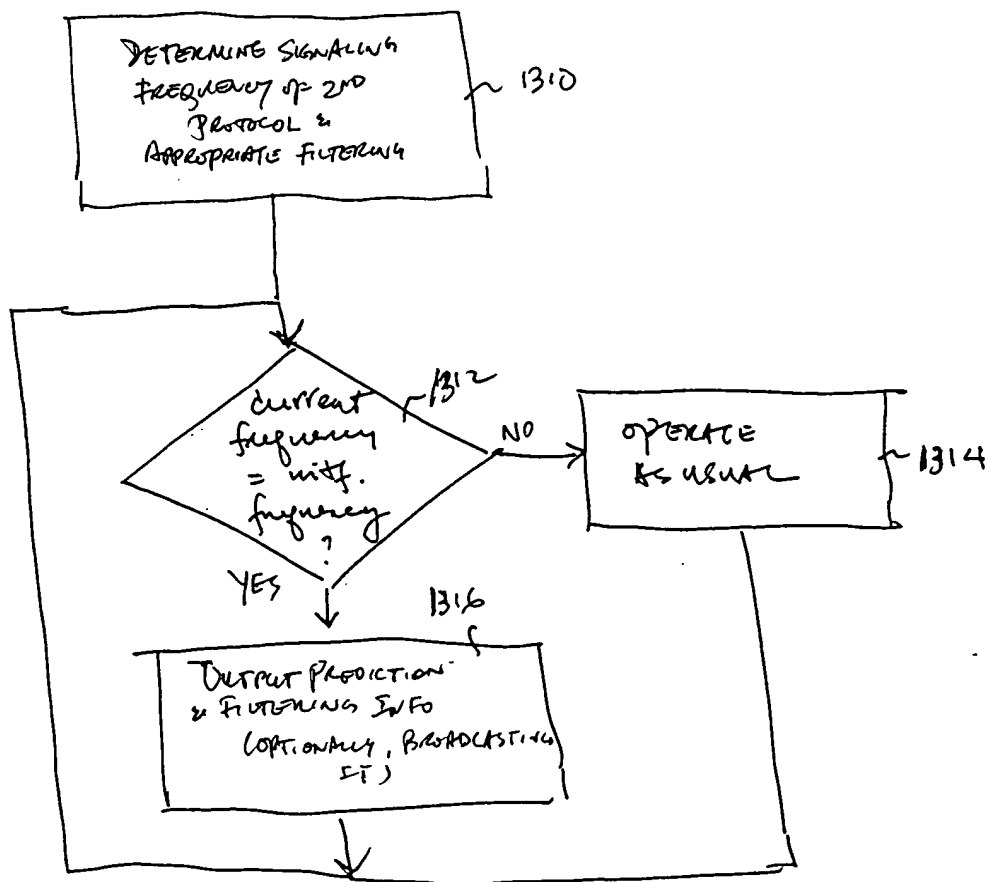 DETERMINE SIGNALING
FREQUENCY OF 2ND
PROTOCOL &
APPROPRIATE FILTERING
1310
1312
current
frequency
= intf.
frequency
?
NO
OPERATE
AS USUAL
1314
YES
1316
OUTPUT PREDICTION
& FILTERING INFO
(OPTIONALLY, BROADCASTING
IT)